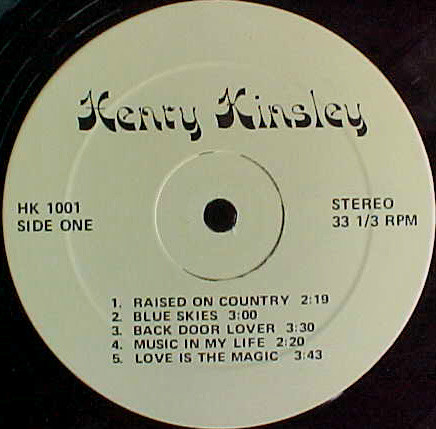 Henry Kinsley
HK 1001
SIDE ONE
STEREO
33 1/3 RPM
1. RAISED ON COUNTRY 2:19
2. BLUE SKIES 3:00
3. BACK DOOR LOVER 3:30
4. MUSIC IN MY LIFE 2:20
5. LOVE IS THE MAGIC 3:43